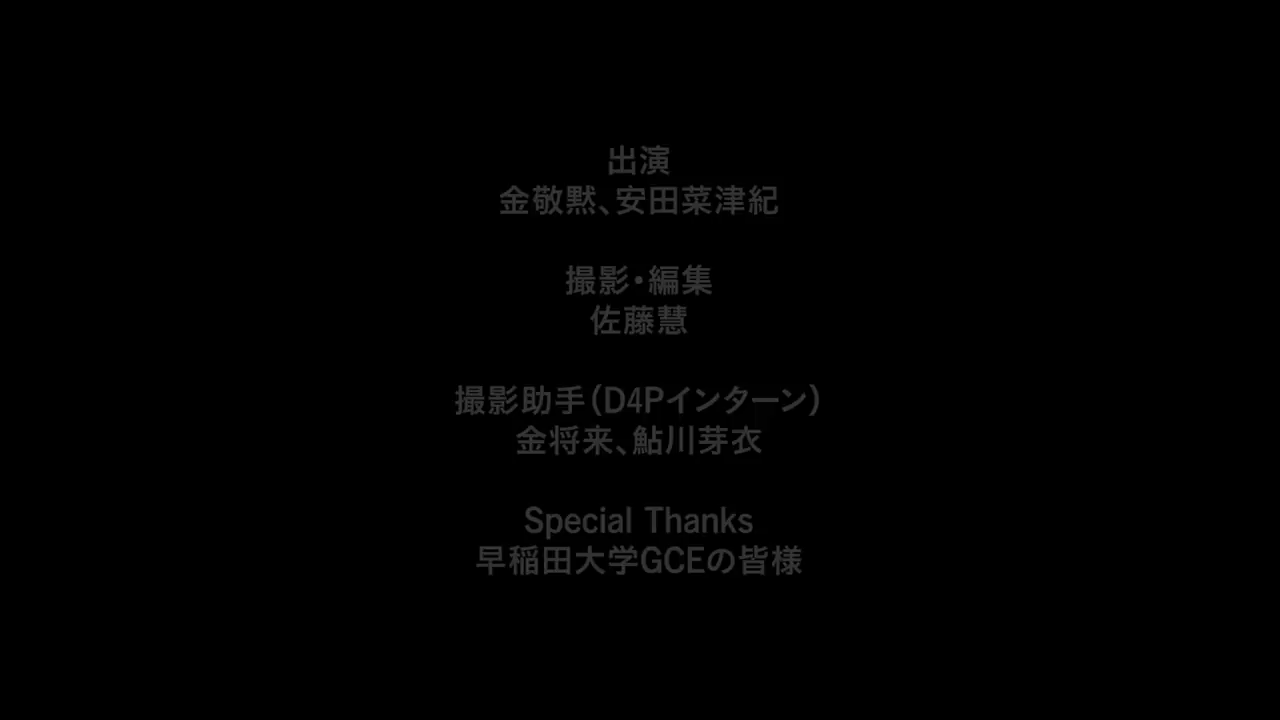 出演
金敬黙、安田菜津紀
撮影・編集
佐藤慧
撮影助手(D4Pインターン)
金将来、鮎川芽衣
Special Thanks
早稲田大学GCEの皆様